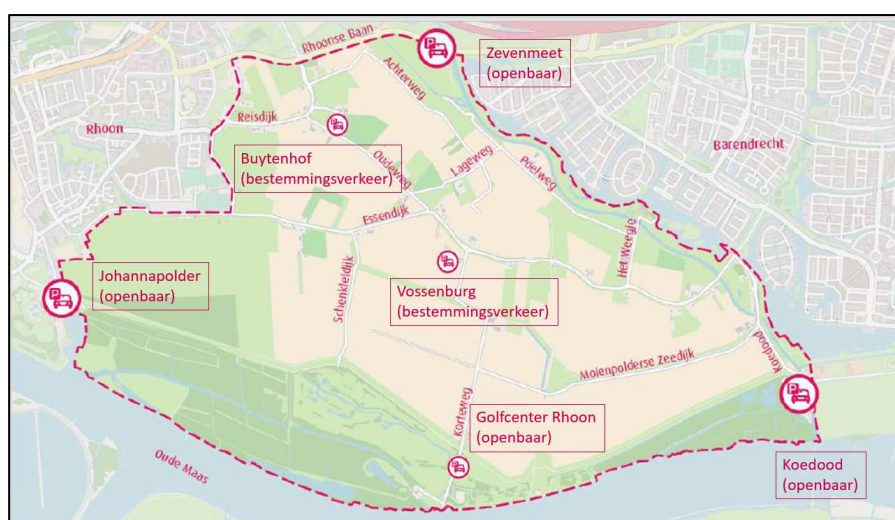 Rhoonse Baan
Zevenmeet
(openbaar)
Achterweg
Reisdijk
Rhoon
Barendrecht
Buytenhof
(bestemmingsverkeer)
Oudeweg
Lageweg
Poelweg
Essendijk
Het Weegje
Johannapolder
(openbaar)
Schenkeldijk
Vossenburg
(bestemmingsverkeer)
Molenpolderse Zeedijk
Koedood
Korteweg
Golfcenter Rhoon
(openbaar)
Oude Maas
Koedood
(openbaar)
P
P
P
P
P
P